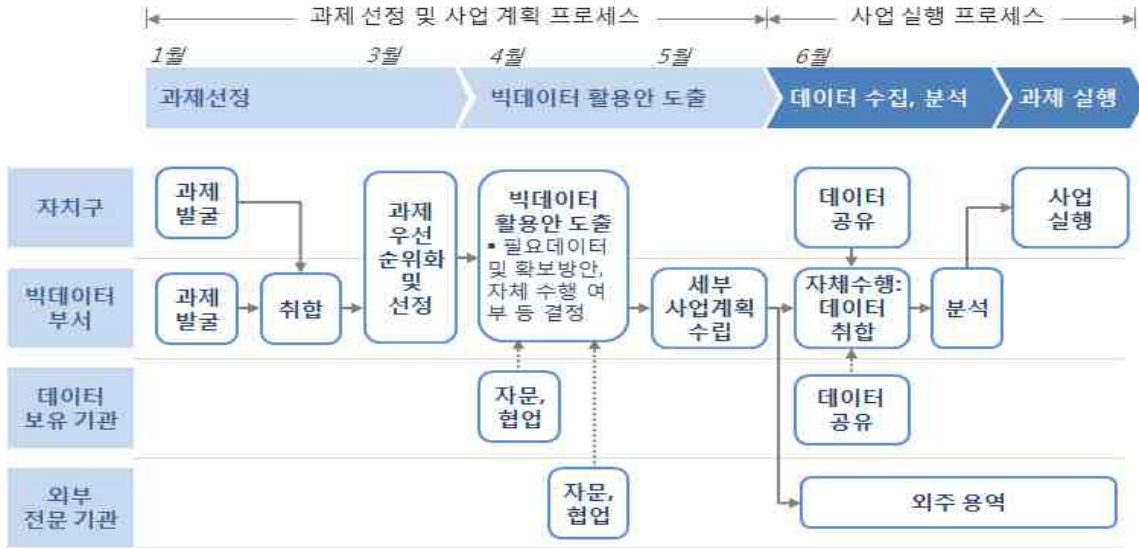 과제 선정 및 사업 계획 프로세스
사업 실행 프로세스
1월
3월
4월
5월
6월
과제선정
빅데이터 활용안 도출
데이터 수집, 분석
과제 실행
자치구
과제
발굴
과제
우선
순위화
및
선정
빅데이터
활용안 도출
▪ 필요데이터
및 확보방안,
자체 수행 여
부 등 결정
데이터
공유
사업
실행
빅데이터
부서
과제
발굴
취합
세부
사업계획
수립
자체수행:
데이터
취합
분석
데이터
보유 기관
자문,
협업
데이터
공유
외부
전문 기관
자문,
협업
외주 용역